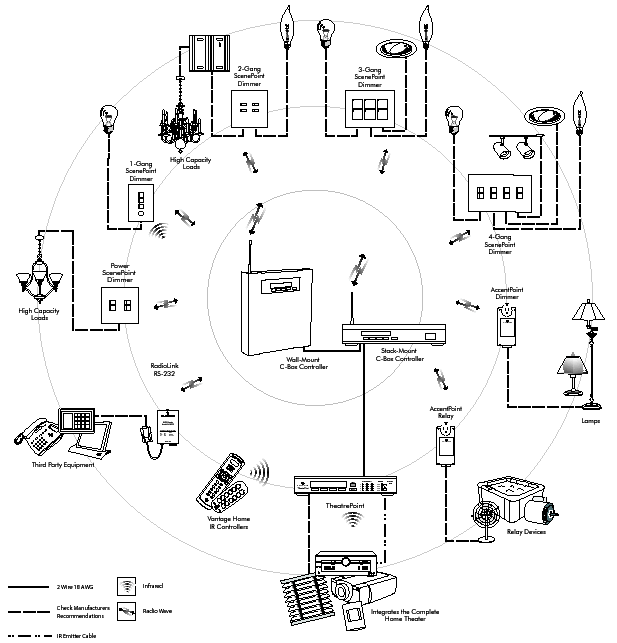 2-Gang
ScenePoint
Dimmer
3-Gang
ScenePoint
Dimmer
High Capacity
Loads
1-Gang
ScenePoint
Dimmer
4-Gang
ScenePoint
Dimmer
Power
ScenePoint
Dimmer
High Capacity
Loads
AccentPoint
Dimmer
Wall-Mount
C-Box Controller
Stack-Mount
C-Box Controller
RadioLink
RS-232
AccentPoint
Relay
Lamps
Third Party Equipment
Vantage Home
IR Controllers
TheatrePoint
Relay Devices
Integrates the Complete
Home Theater
2 Wire 18 AWG
Infrared
Check Manufacturers
Recommendations
Radio Wave
IR Emitter Cable